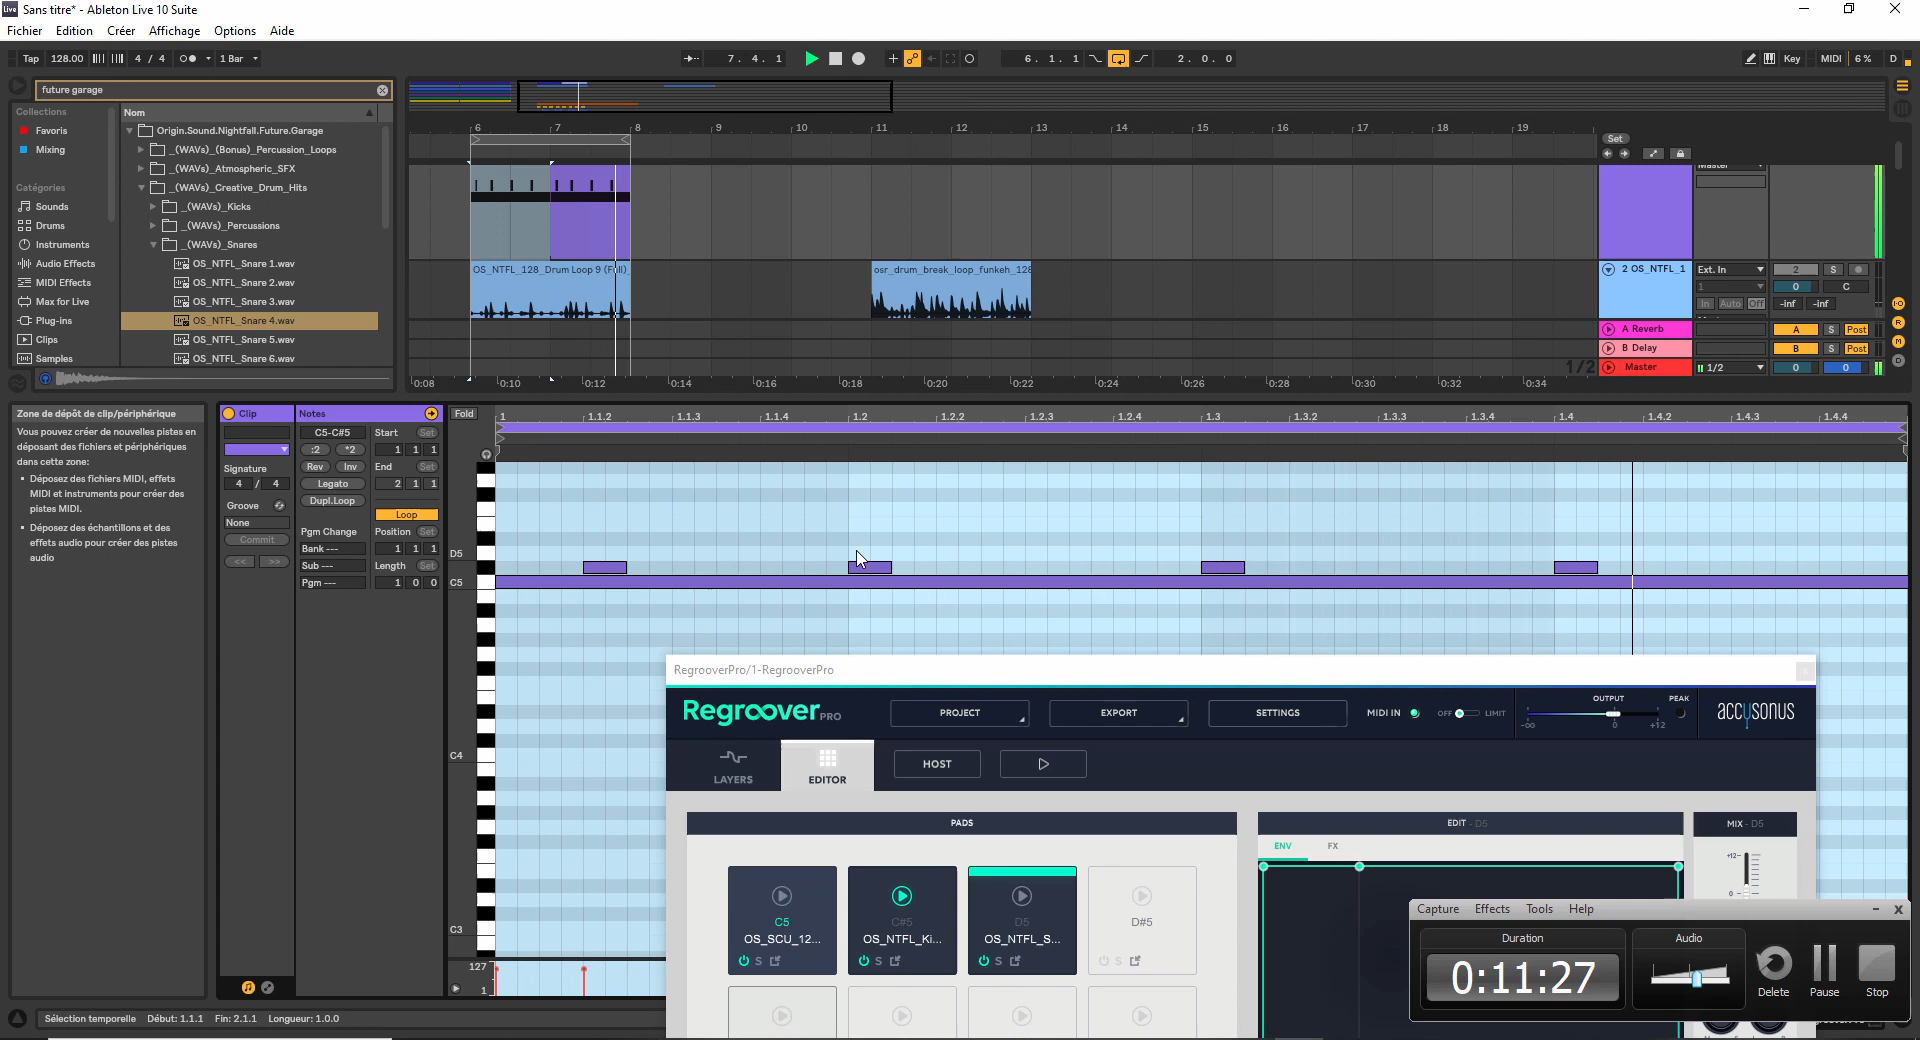 Live Sans titre* - Ableton Live 10 Suite
Fichier Edition Créer Affichage Options Aide
Tap 128.00 4 / 4 1 Bar 7. 4. 1 6. 1. 1 2. 0. 0 Key MIDI 6 % D
future garage
Collections
Favoris
Mixing
Catégories
Sounds
Drums
Instruments
Audio Effects
MIDI Effects
Max for Live
Plug-ins
Clips
Samples
Nom
Origin.Sound.Nightfall.Future.Garage
_(WAVs)_(Bonus)_Percussion_Loops
_(WAVs)_Atmospheric_SFX
_(WAVs)_Creative_Drum_Hits
_(WAVs)_Kicks
_(WAVs)_Percussions
_(WAVs)_Snares
OS_NTFL_Snare 1.wav
OS_NTFL_Snare 2.wav
OS_NTFL_Snare 3.wav
OS_NTFL_Snare 4.wav
OS_NTFL_Snare 5.wav
OS_NTFL_Snare 6.wav
6 7 8 9 10 11 12 13 14 15 16 17 18 19
Set
OS_NTFL_128_Drum Loop 9 (Full)
osr_drum_break_loop_funkeh_128
2 OS_NTFL_1 Ext. In 2 S
1 0 C
In Auto Off -inf -inf
A Reverb A S Post
B Delay B S Post
1/2 Master 1/2 0 0
I·O
R
M
D
0:08 0:10 0:12 0:14 0:16 0:18 0:20 0:22 0:24 0:26 0:28 0:30 0:32 0:34
Zone de dépôt de clip/périphérique
Vous pouvez créer de nouvelles pistes en
déposant des fichiers et périphériques
dans cette zone:
Déposez des fichiers MIDI, effets
MIDI et instruments pour créer des
pistes MIDI.
Déposez des échantillons et des
effets audio pour créer des pistes
audio
Clip
Signature
4 / 4
Groove
None
Commit
<< >>
Notes
C5-C#5 Start Set
:2 *2 1 1 1
Rev Inv End Set
Legato 2 1 1
Dupl.Loop
Loop
Pgm Change Position Set
Bank --- 1 1 1
Sub --- Length Set
Pgm --- 1 0 0
Fold 1 1.1.2 1.1.3 1.1.4 1.2 1.2.2 1.2.3 1.2.4 1.3 1.3.2 1.3.3 1.3.4 1.4 1.4.2 1.4.3 1.4.4
D5
C5
C4
C3
127
1
RegrooverPro/1-RegrooverPro
Regroover PRO PROJECT EXPORT SETTINGS MIDI IN OFF LIMIT OUTPUT -∞ 0 +12 PEAK accusonus
LAYERS EDITOR HOST
PADS
C5 C#5 D5 D#5
OS_SCU_12... OS_NTFL_Ki... OS_NTFL_S...
S S S S
EDIT - D5
ENV FX
MIX - D5
+12
0
Capture Effects Tools Help
Duration Audio
0:11:27
Delete Pause Stop
Sélection temporelle Début: 1.1.1 Fin: 2.1.1 Longueur: 1.0.0